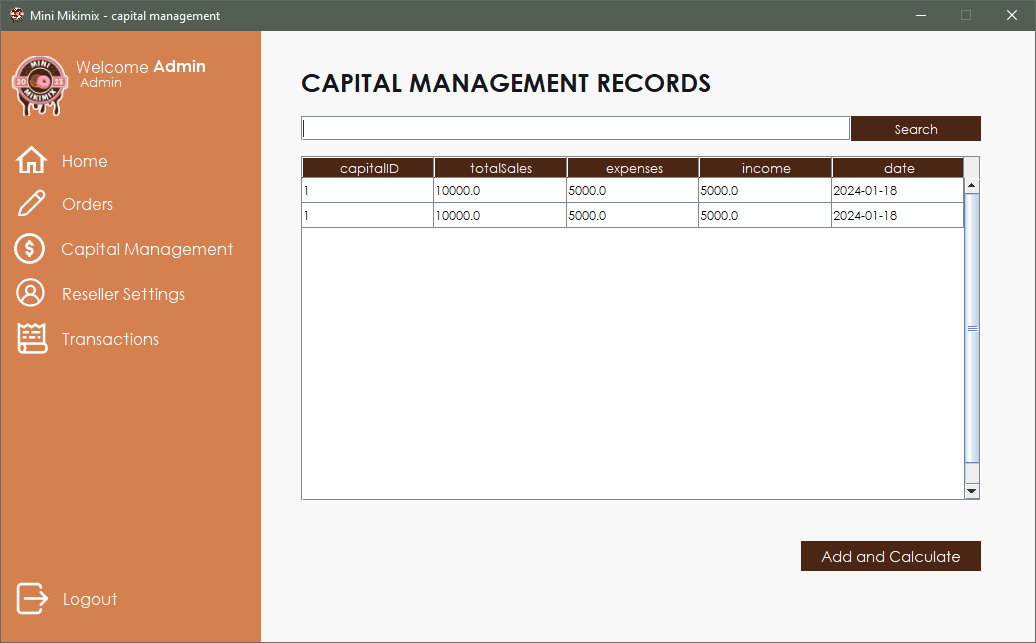 Mini Mikimix - capital management
MINI
20 23
MIKIMIX
Welcome Admin
Admin
Home
Orders
Capital Management
Reseller Settings
Transactions
Logout
CAPITAL MANAGEMENT RECORDS
Search
capitalID totalSales expenses income date
1 10000.0 5000.0 5000.0 2024-01-18
1 10000.0 5000.0 5000.0 2024-01-18
Add and Calculate